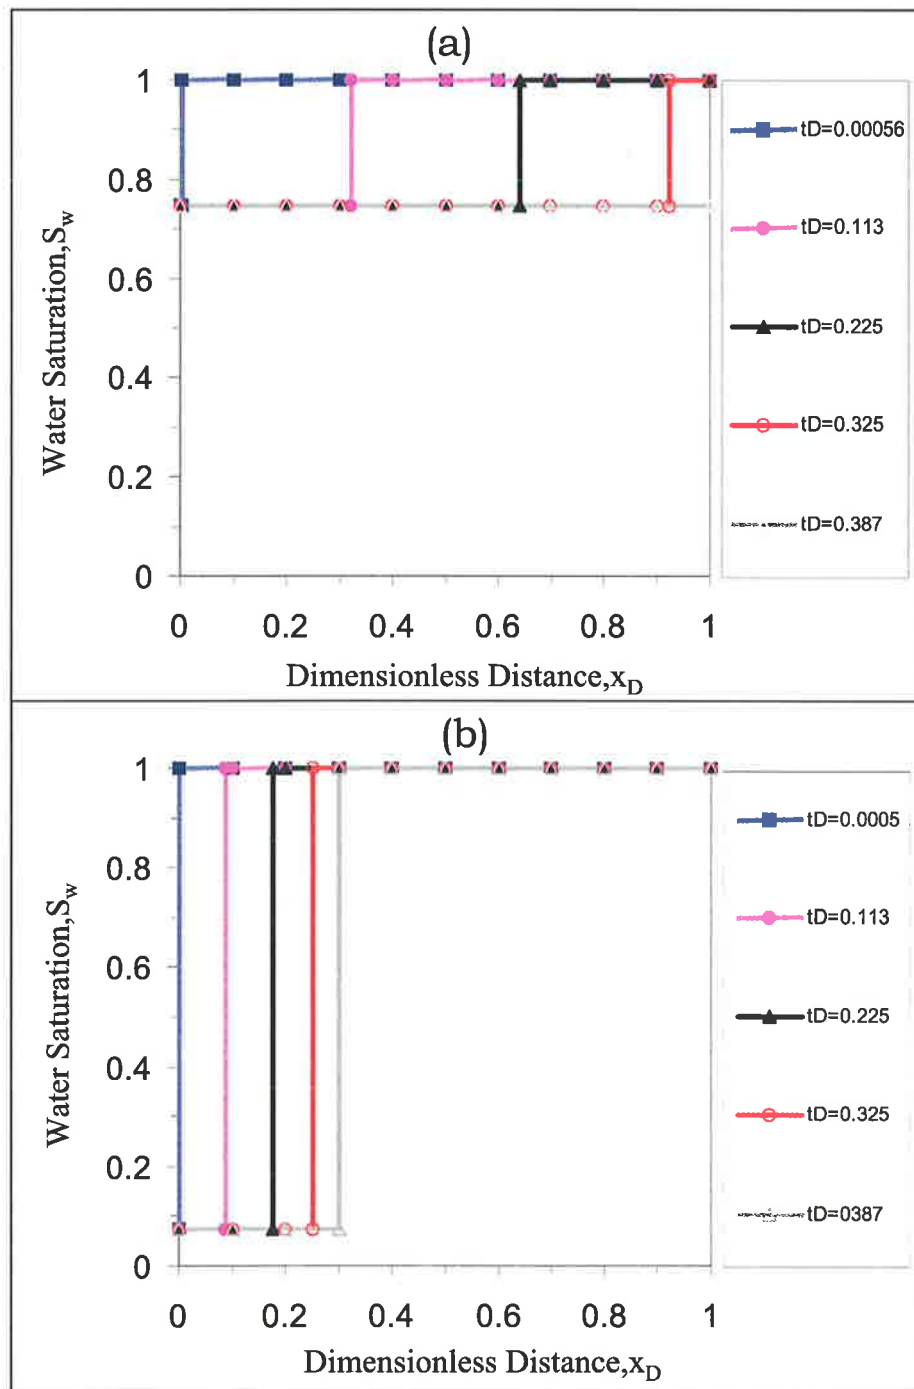 (a)
1
0.8
0.6
0.4
0.2
0
Water Saturation,S_w
0 0.2 0.4 0.6 0.8 1
Dimensionless Distance,x_D
tD=0.00056
tD=0.113
tD=0.225
tD=0.325
tD=0.387
(b)
1
0.8
0.6
0.4
0.2
0
Water Saturation,S_w
0 0.2 0.4 0.6 0.8 1
Dimensionless Distance,x_D
tD=0.0005
tD=0.113
tD=0.225
tD=0.325
tD=0387